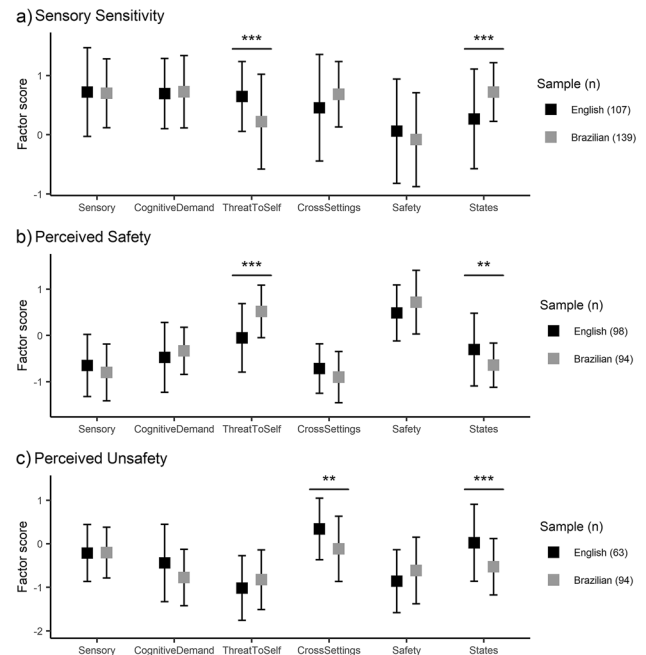 a) Sensory Sensitivity
*** ***
1
0
-1
Factor score
Sensory CognitiveDemand ThreatToSelf CrossSettings Safety States
Sample (n)
English (107)
Brazilian (139)
b) Perceived Safety
*** **
1
0
-1
Factor score
Sensory CognitiveDemand ThreatToSelf CrossSettings Safety States
Sample (n)
English (98)
Brazilian (94)
c) Perceived Unsafety
** ***
1
0
-1
-2
Factor score
Sensory CognitiveDemand ThreatToSelf CrossSettings Safety States
Sample (n)
English (63)
Brazilian (94)